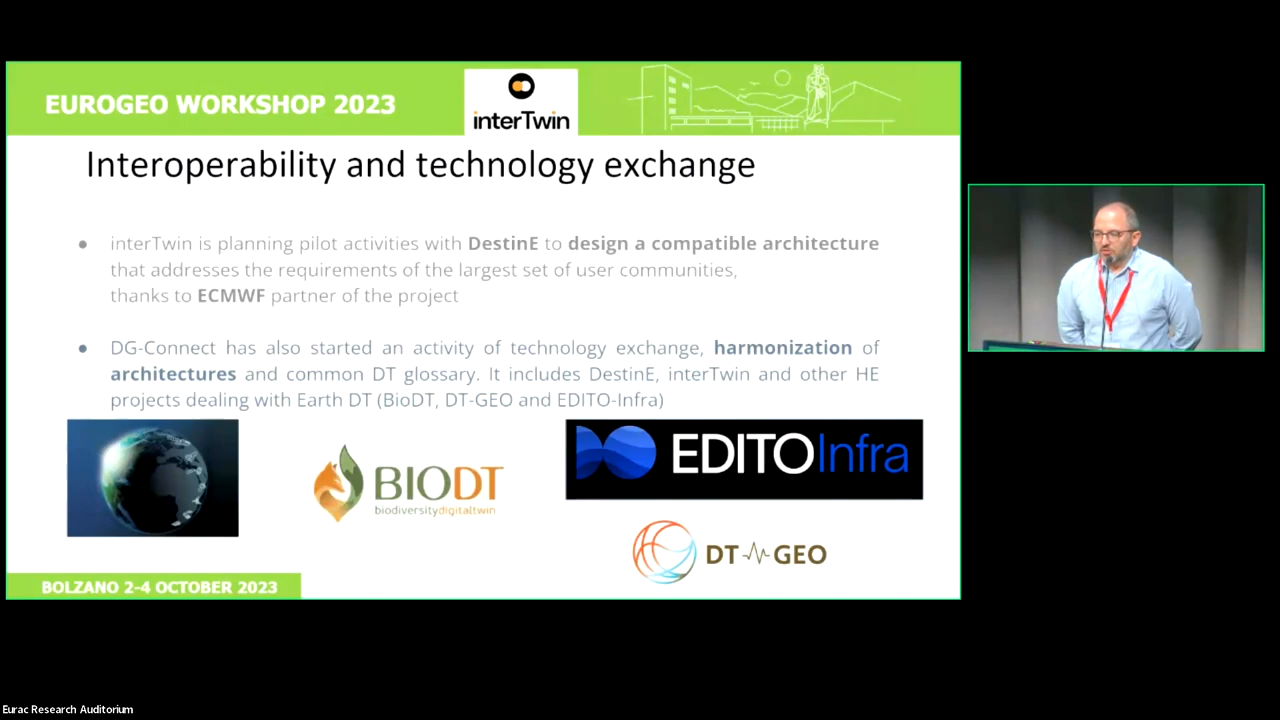 EUROGEO WORKSHOP 2023
interTwin
Interoperability and technology exchange
• interTwin is planning pilot activities with DestinE to design a compatible architecture
that addresses the requirements of the largest set of user communities,
thanks to ECMWF partner of the project
• DG-Connect has also started an activity of technology exchange, harmonization of
architectures and common DT glossary. It includes DestinE, interTwin and other HE
projects dealing with Earth DT (BioDT, DT-GEO and EDITO-Infra)
EDITOInfra
BIODT
biodiversitydigitaltwin
DT GEO
BOLZANO 2-4 OCTOBER 2023
Eurac Research Auditorium